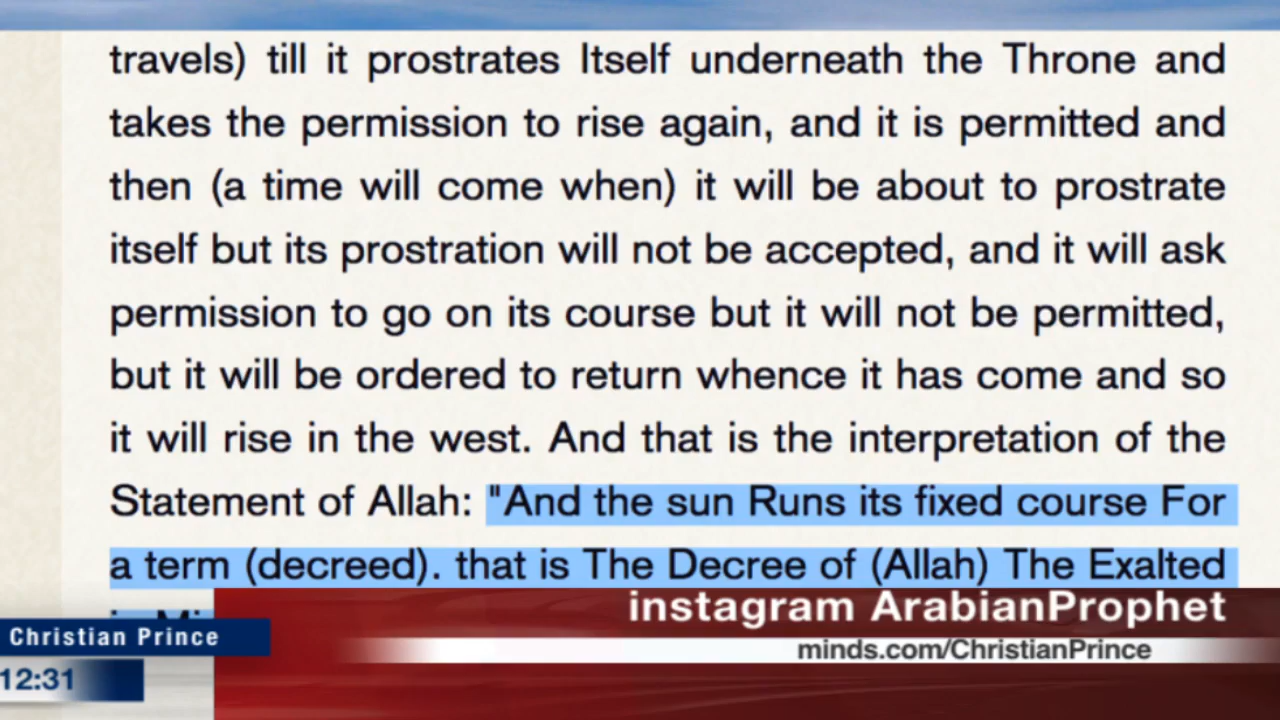 travels) till it prostrates Itself underneath the Throne and
takes the permission to rise again, and it is permitted and
then (a time will come when) it will be about to prostrate
itself but its prostration will not be accepted, and it will ask
permission to go on its course but it will not be permitted,
but it will be ordered to return whence it has come and so
it will rise in the west. And that is the interpretation of the
Statement of Allah: "And the sun Runs its fixed course For
a term (decreed). that is The Decree of (Allah) The Exalted
instagram ArabianProphet
Christian Prince
minds.com/ChristianPrince
12:31